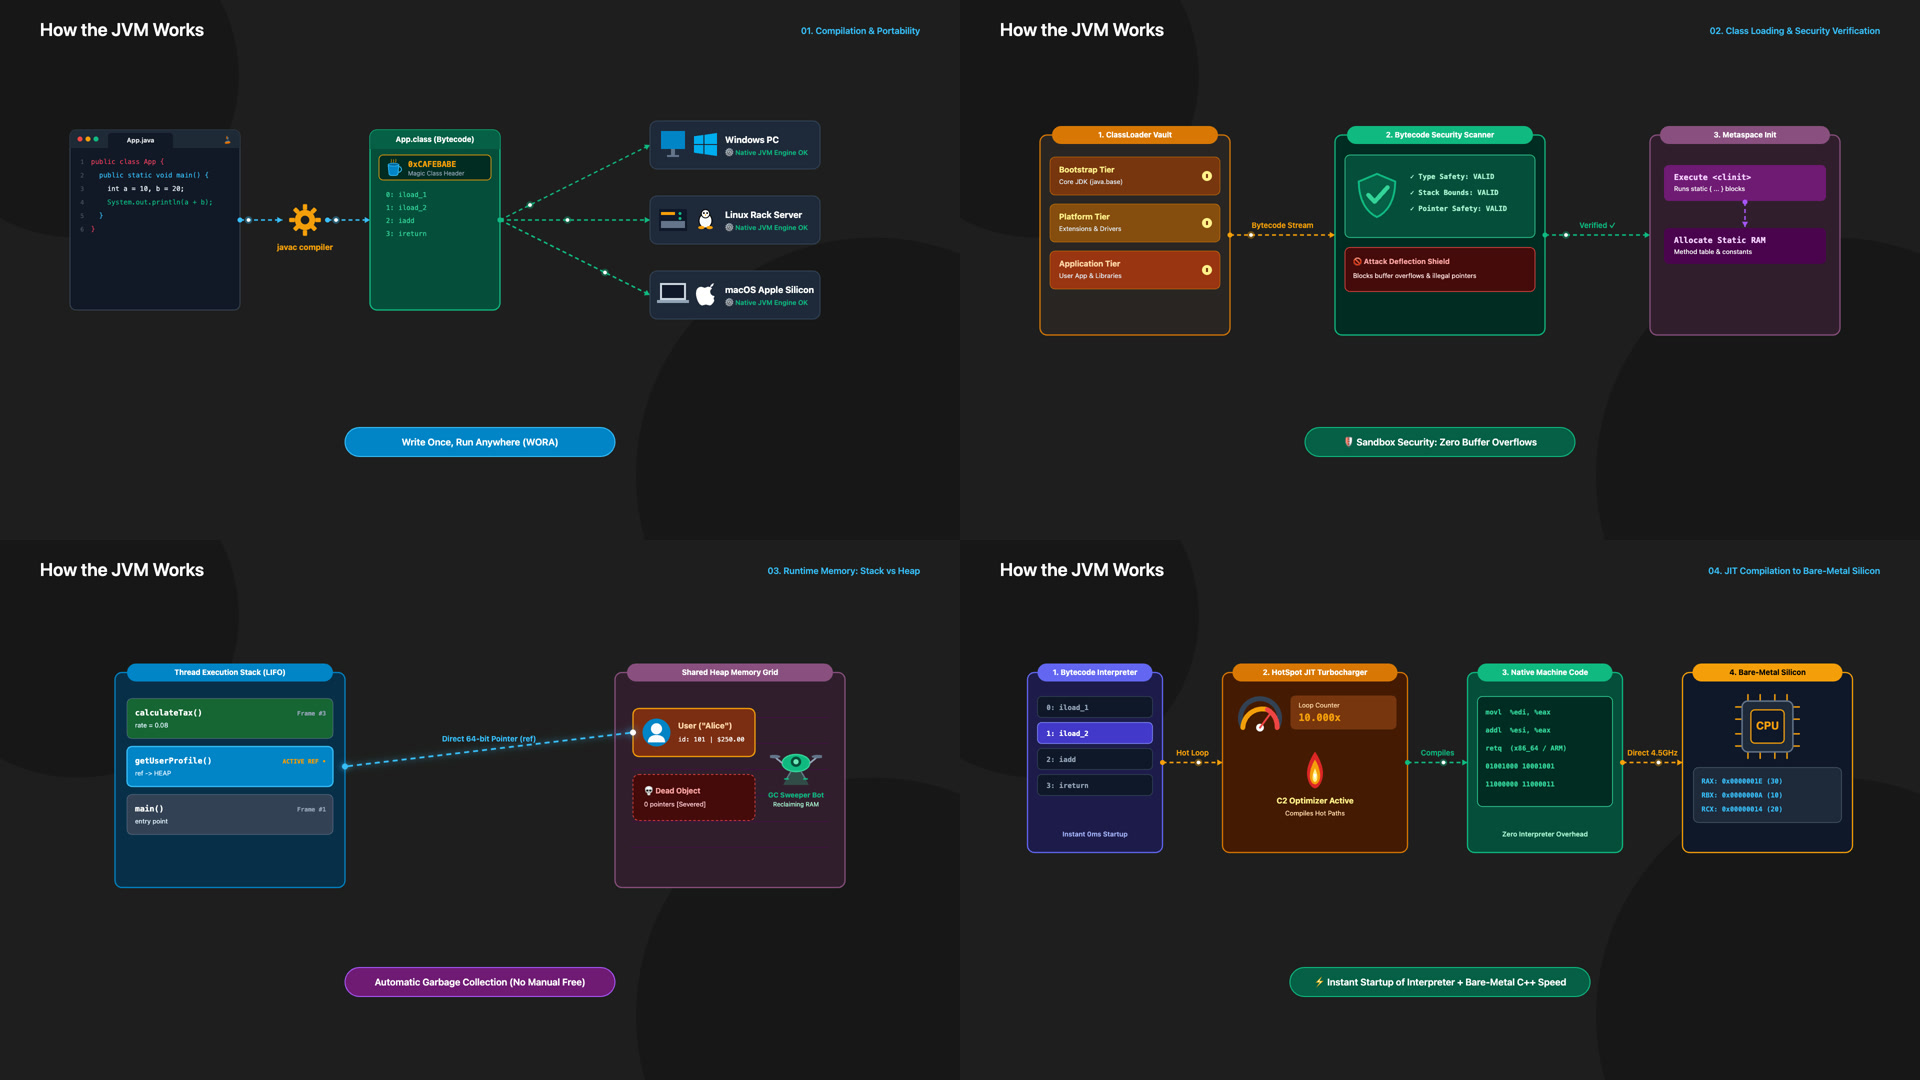 How the JVM Works
01. Compilation & Portability
App.java
1 public class App {
2 public static void main() {
3 int a = 10, b = 20;
4 System.out.println(a + b);
5 }
6 }
javac compiler
App.class (Bytecode)
0xCAFEBABE
Magic Class Header
0: iload_1
1: iload_2
2: iadd
3: ireturn
Windows PC
Native JVM Engine OK
Linux Rack Server
Native JVM Engine OK
macOS Apple Silicon
Native JVM Engine OK
Write Once, Run Anywhere (WORA)
How the JVM Works
02. Class Loading & Security Verification
1. ClassLoader Vault
Bootstrap Tier
Core JDK (java.base)
Platform Tier
Extensions & Drivers
Application Tier
User App & Libraries
Bytecode Stream
2. Bytecode Security Scanner
✓ Type Safety: VALID
✓ Stack Bounds: VALID
✓ Pointer Safety: VALID
🚫 Attack Deflection Shield
Blocks buffer overflows & illegal pointers
Verified ✓
3. Metaspace Init
Execute <clinit>
Runs static { ... } blocks
Allocate Static RAM
Method table & constants
Sandbox Security: Zero Buffer Overflows
How the JVM Works
03. Runtime Memory: Stack vs Heap
Thread Execution Stack (LIFO)
calculateTax()
Frame #3
rate = 0.08
getUserProfile()
ACTIVE REF •
ref -> HEAP
main()
Frame #1
entry point
Direct 64-bit Pointer (ref)
Shared Heap Memory Grid
User ("Alice")
id: 101 | $250.00
💀 Dead Object
0 pointers [Severed]
GC Sweeper Bot
Reclaiming RAM
Automatic Garbage Collection (No Manual Free)
How the JVM Works
04. JIT Compilation to Bare-Metal Silicon
1. Bytecode Interpreter
0: iload_1
1: iload_2
2: iadd
3: ireturn
Instant 0ms Startup
Hot Loop
2. HotSpot JIT Turbocharger
Loop Counter
10.000x
C2 Optimizer Active
Compiles Hot Paths
Compiles
3. Native Machine Code
movl %edi, %eax
addl %esi, %eax
retq (x86_64 / ARM)
01001000 10001001
11000000 11000011
Zero Interpreter Overhead
Direct 4.5GHz
4. Bare-Metal Silicon
CPU
RAX: 0x0000001E (30)
RBX: 0x0000000A (10)
RCX: 0x00000014 (20)
⚡ Instant Startup of Interpreter + Bare-Metal C++ Speed